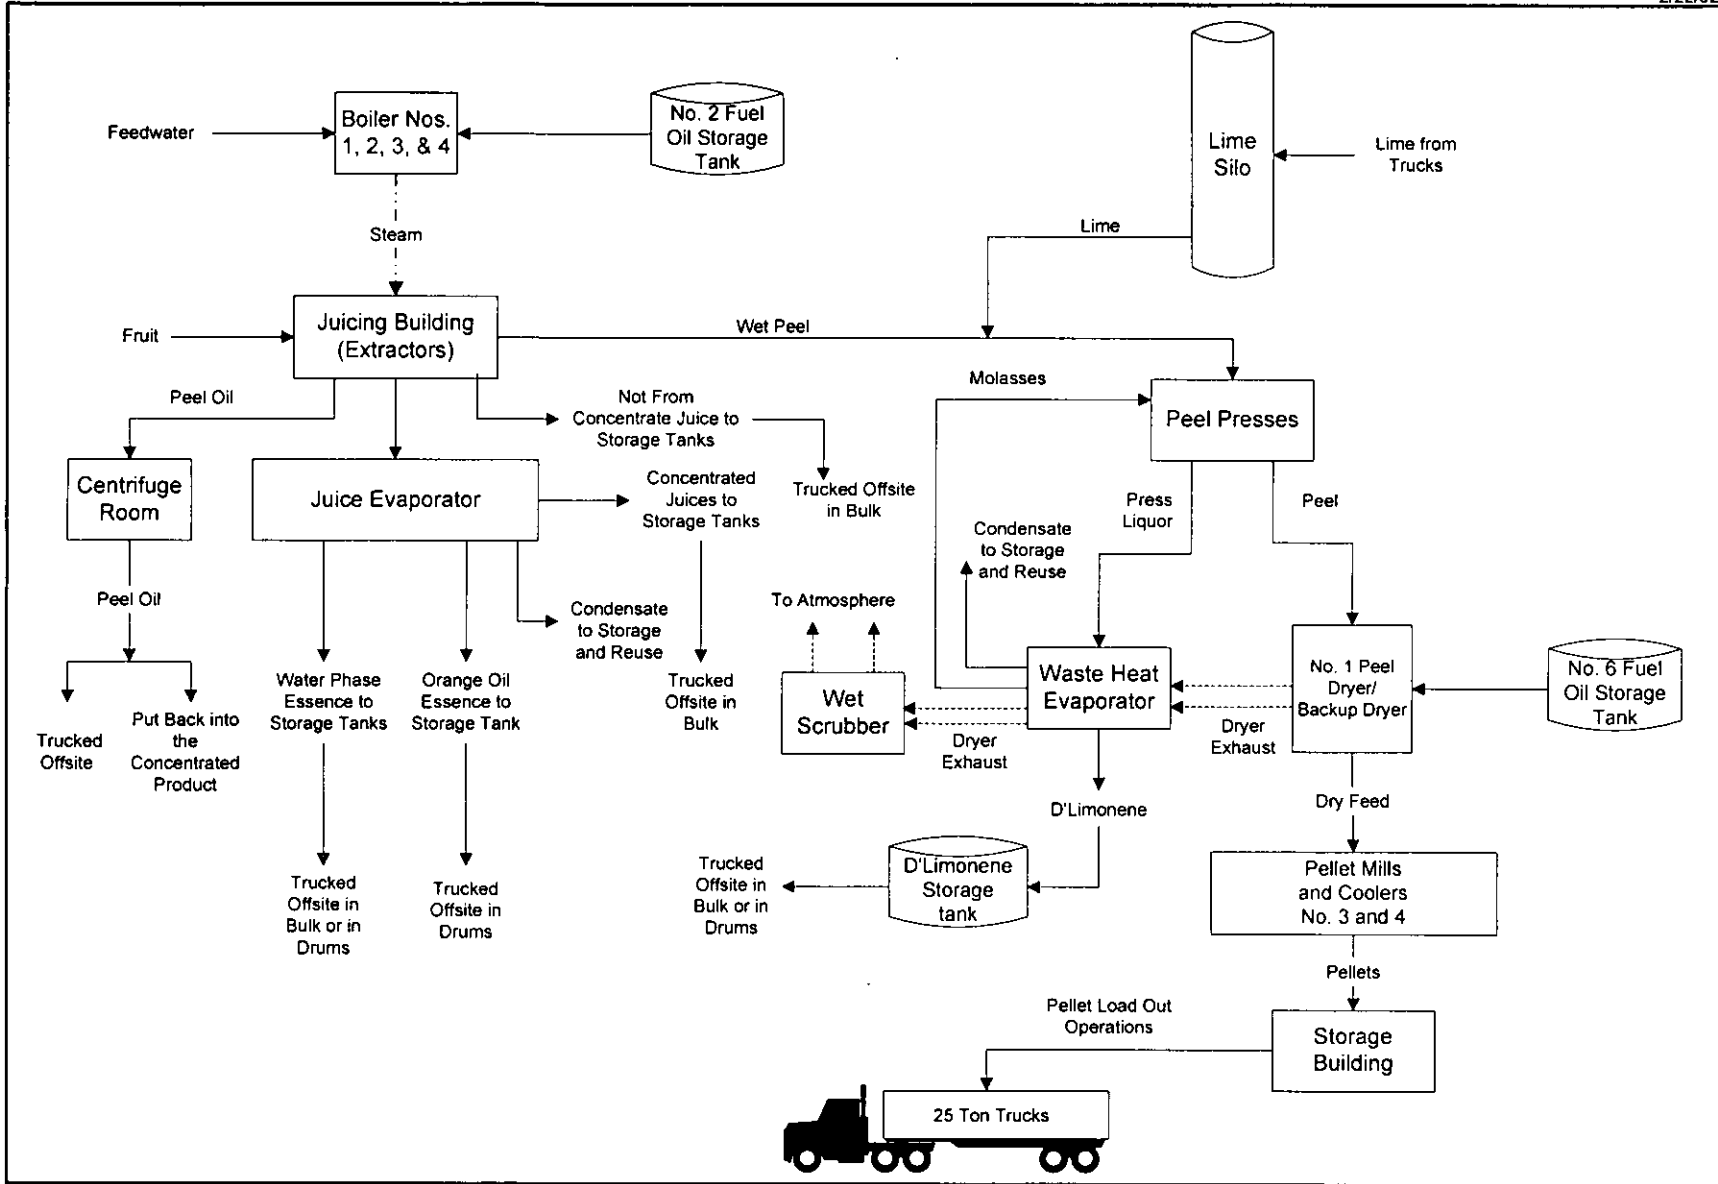 Feedwater
Boiler Nos.
1, 2, 3, & 4
No. 2 Fuel
Oil Storage
Tank
Lime
Silo
Lime from
Trucks
Steam
Lime
Fruit
Juicing Building
(Extractors)
Wet Peel
Peel Oil
Not From
Concentrate Juice to
Storage Tanks
Molasses
Peel Presses
Centrifuge
Room
Juice Evaporator
Concentrated
Juices to
Storage Tanks
Trucked Offsite
in Bulk
Press
Liquor
Peel
Condensate
to Storage
and Reuse
Peel Oil
Condensate
to Storage
and Reuse
To Atmosphere
Trucked
Offsite
Put Back into
the
Concentrated
Product
Water Phase
Essence to
Storage Tanks
Orange Oil
Essence to
Storage Tank
Trucked
Offsite in
Bulk
Wet
Scrubber
Dryer
Exhaust
Waste Heat
Evaporator
Dryer
Exhaust
No. 1 Peel
Dryer/
Backup Dryer
No. 6 Fuel
Oil Storage
Tank
D'Limonene
Dry Feed
Trucked
Offsite in
Bulk or in
Drums
Trucked
Offsite in
Drums
Trucked
Offsite in
Bulk or in
Drums
D'Limonene
Storage
tank
Pellet Mills
and Coolers
No. 3 and 4
Pellets
Pellet Load Out
Operations
Storage
Building
25 Ton Trucks